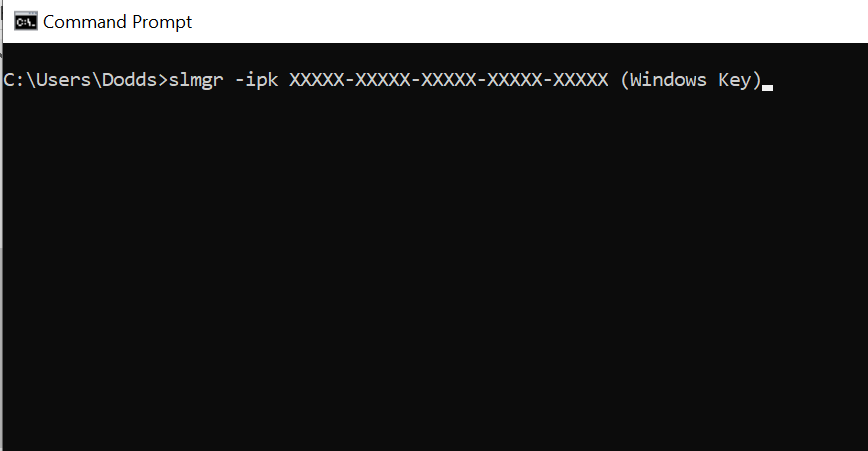 Command Prompt
C:\Users\Dodds>slmgr -ipk XXXXX-XXXXX-XXXXX-XXXXX-XXXXX (Windows Key)